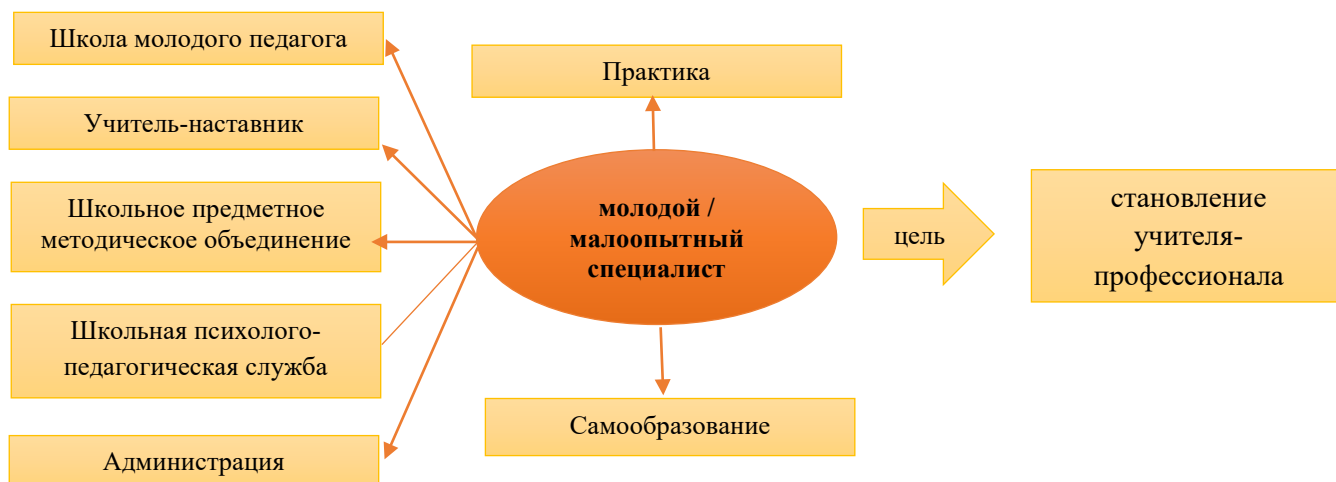 Школа молодого педагога
Учитель-наставник
Школьное предметное
методическое объединение
Школьная психолого-
педагогическая служба
Администрация
Практика
молодой /
малоопытный
специалист
Самообразование
цель
становление
учителя-
профессионала